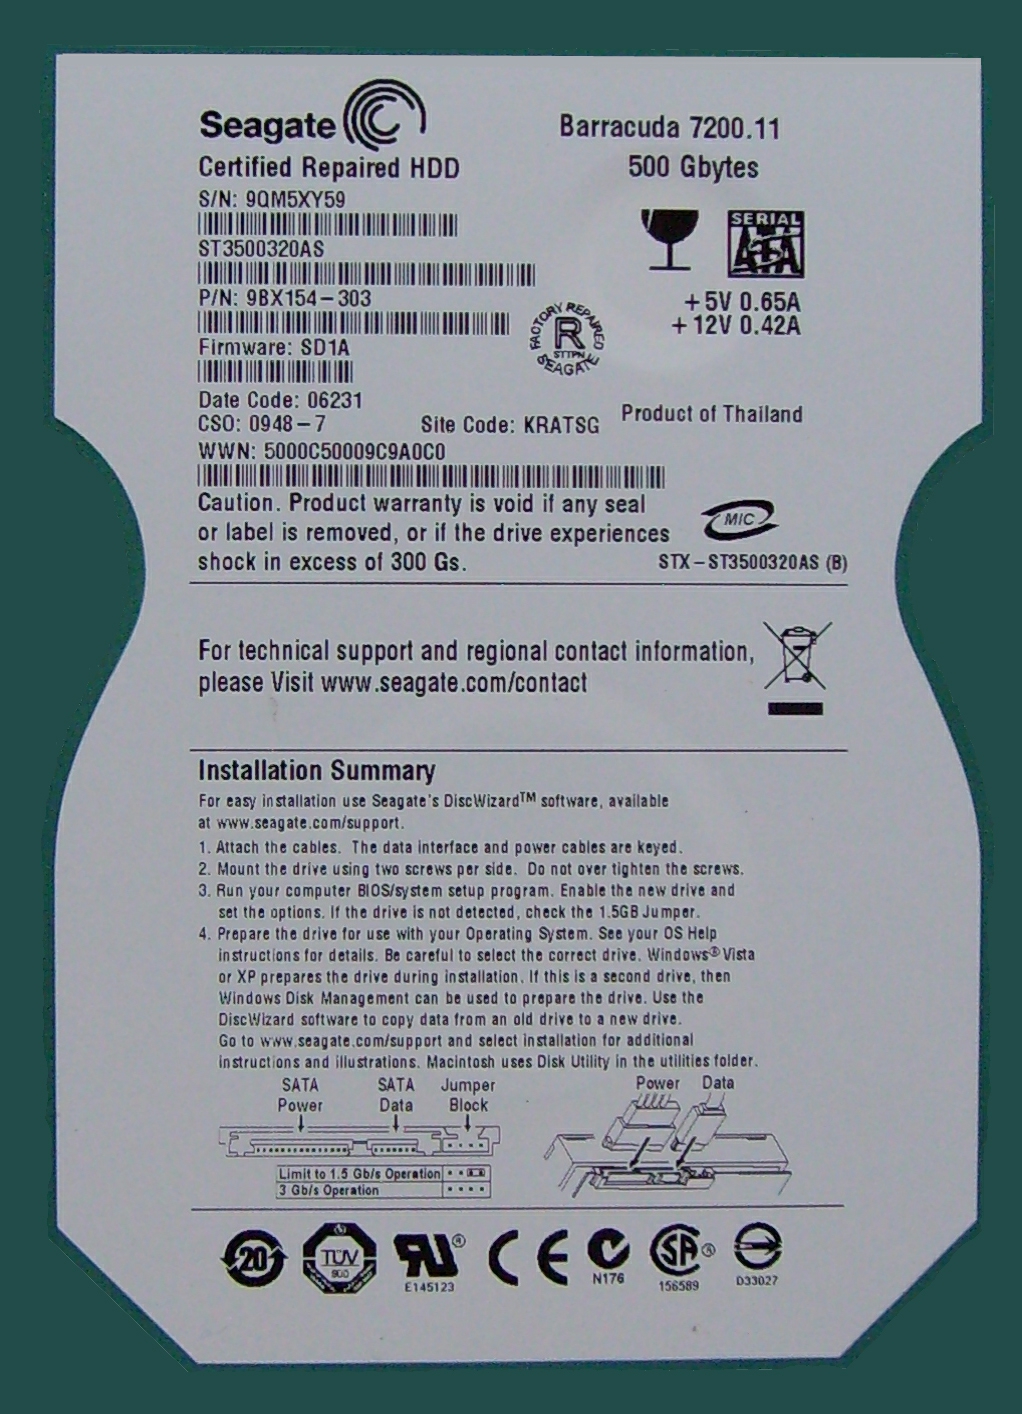 Seagate
Barracuda 7200.11
Certified Repaired HDD
500 Gbytes
S/N: 9QM5XY59
SERIAL
ATA
ST3500320AS
P/N: 9BX154-303
+5V 0.65A
+12V 0.42A
FACTORY REPAIRED
R
STTPN
SEAGATE
Firmware: SD1A
Date Code: 06231
CSO: 0948-7 Site Code: KRATSG Product of Thailand
WWN: 5000C50009C9A0C0
Caution. Product warranty is void if any seal
or label is removed, or if the drive experiences
shock in excess of 300 Gs.
MIC
STX-ST3500320AS (B)
For technical support and regional contact information,
please Visit www.seagate.com/contact
Installation Summary
For easy installation use Seagate's DiscWizard™ software, available
at www.seagate.com/support.
1. Attach the cables. The data interface and power cables are keyed.
2. Mount the drive using two screws per side. Do not over tighten the screws.
3. Run your computer BIOS/system setup program. Enable the new drive and
set the options. If the drive is not detected, check the 1.5GB Jumper.
4. Prepare the drive for use with your Operating System. See your OS Help
instructions for details. Be careful to select the correct drive. Windows® Vista
or XP prepares the drive during installation. If this is a second drive, then
Windows Disk Management can be used to prepare the drive. Use the
DiscWizard software to copy data from an old drive to a new drive.
Go to www.seagate.com/support and select installation for additional
instructions and illustrations. Macintosh uses Disk Utility in the utilities folder.
SATA Power
SATA Data
Jumper Block
Power Data
Limit to 1.5 Gb/s Operation
3 Gb/s Operation
20
TÜV
900
RU®
E145123
CE
N176
SA®
156589
D33027